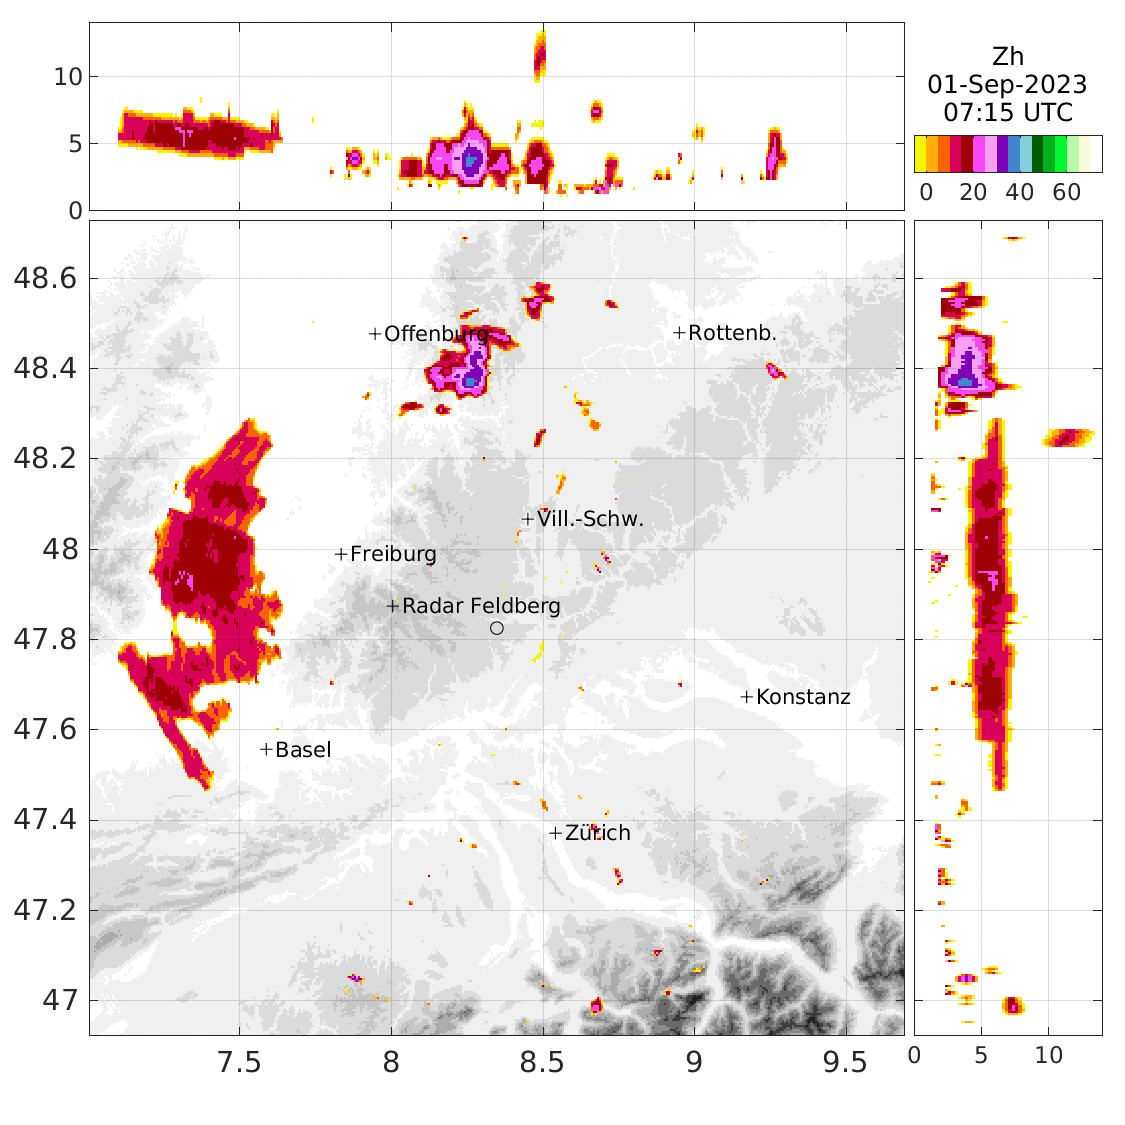 Zh
01-Sep-2023
07:15 UTC
0 20 40 60
10
5
0
48.6
48.4
48.2
48
47.8
47.6
47.4
47.2
47
+Offenburg
+Rottenb.
+Vill.-Schw.
+Freiburg
+Radar Feldberg
+Konstanz
+Basel
+Zürich
7.5 8 8.5 9 9.5
0 5 10